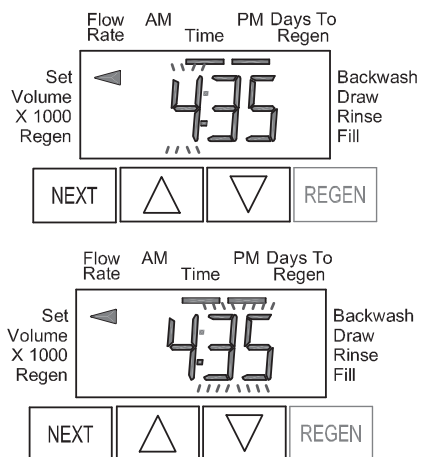 Flow Rate AM Time PM Days To Regen
Set
Volume
X 1000
Regen
4:35
Backwash
Draw
Rinse
Fill
NEXT REGEN
Flow Rate AM Time PM Days To Regen
Set
Volume
X 1000
Regen
4:35
Backwash
Draw
Rinse
Fill
NEXT REGEN